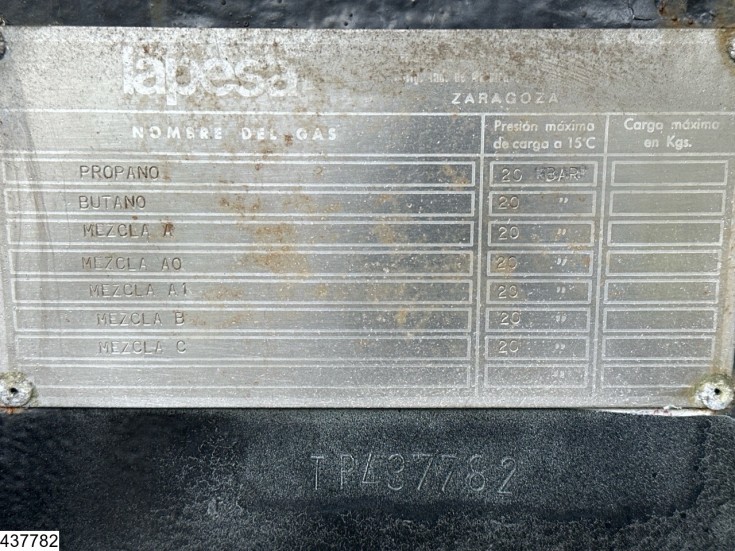 lapesa
ZARAGOZA
NOMBRE DEL GAS
Presión máxima de carga a 15°C
Carga máxima en Kgs.
PROPANO 20 BAR
BUTANO 20 "
MEZCLA A 20 "
MEZCLA A0 20 "
MEZCLA A1 20 "
MEZCLA B 20 "
MEZCLA C 20 "
TP437782
437782